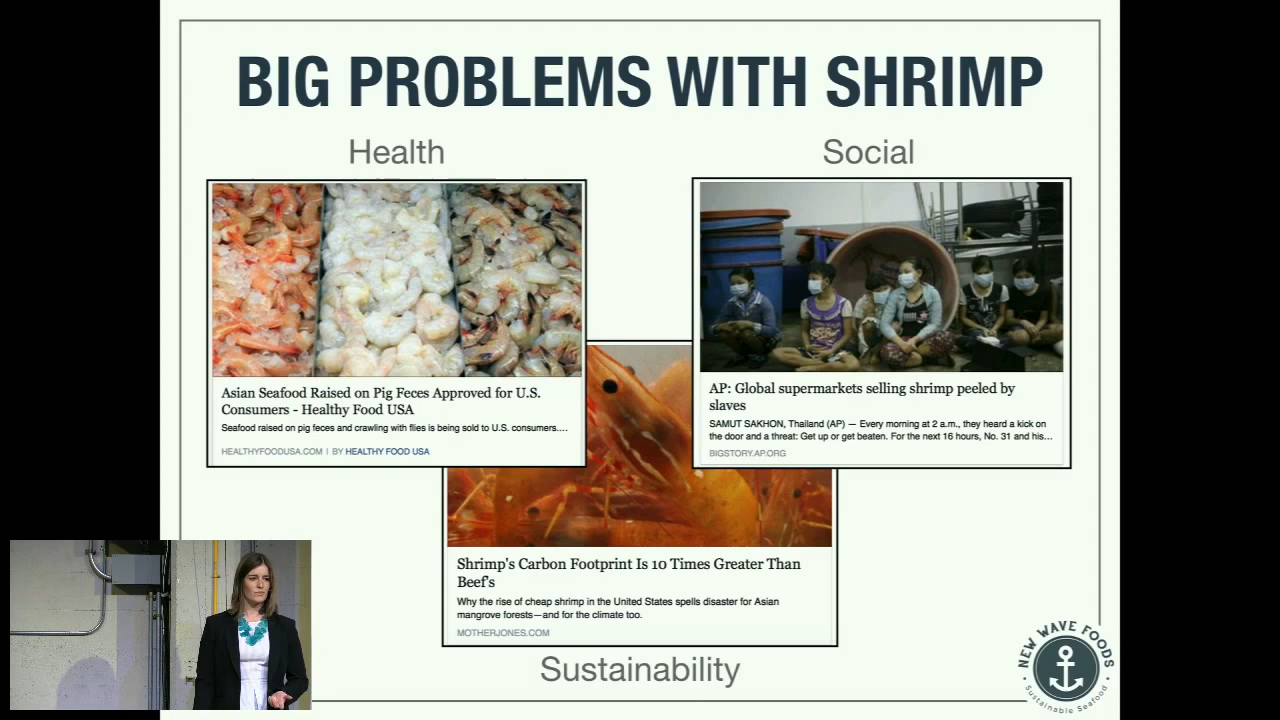 BIG PROBLEMS WITH SHRIMP
Health
Social
Asian Seafood Raised on Pig Feces Approved for U.S.
Consumers - Healthy Food USA
Seafood raised on pig feces and crawling with flies is being sold to U.S. consumers....
HEALTHYFOODUSA.COM | BY HEALTHY FOOD USA
AP: Global supermarkets selling shrimp peeled by
slaves
SAMUT SAKHON, Thailand (AP) — Every morning at 2 a.m., they heard a kick on
the door and a threat: Get up or get beaten. For the next 16 hours, No. 31 and his...
BIGSTORY.AP.ORG
Shrimp's Carbon Footprint Is 10 Times Greater Than
Beef's
Why the rise of cheap shrimp in the United States spells disaster for Asian
mangrove forests—and for the climate too.
MOTHERJONES.COM
Sustainability
NEW WAVE FOODS
Sustainable Seafood